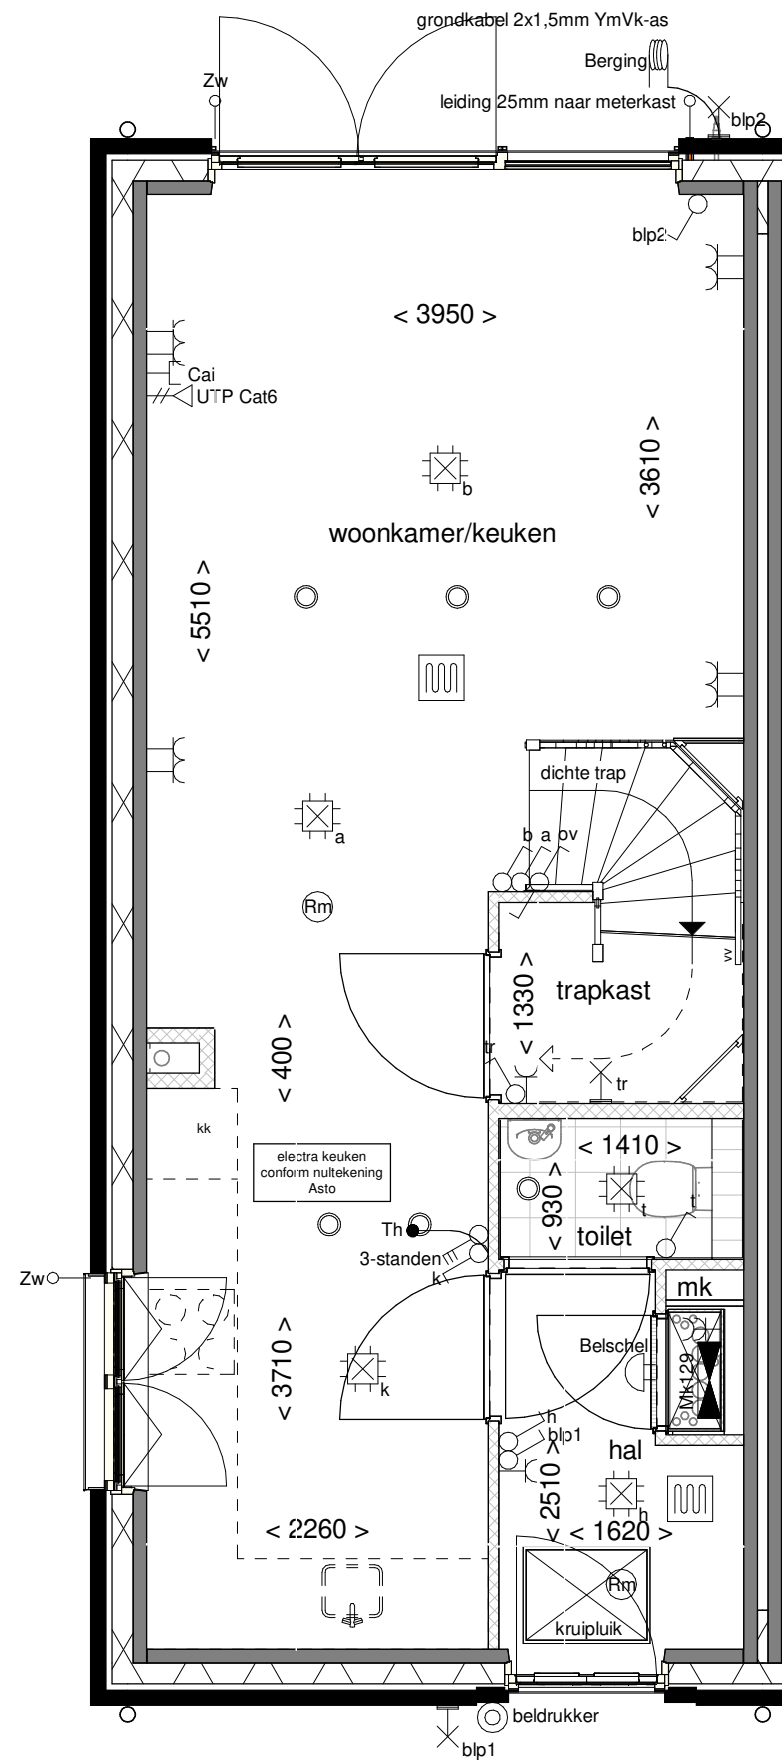 grondkabel 2x1,5mm YmVk-as
Berging
Zw
leiding 25mm naar meterkast
blp2
blp2
< 3950 >
Cai
UTP Cat6
< 3610 >
b
woonkamer/keuken
< 5510 >
dichte trap
a
b a ov
Rm
vv
trapkast
< 1330 >
< 400 >
tr
tr
kk
electra keuken
conform nultekening
Asto
< 1410 >
< 930 >
t
t
toilet
Th
3-standen
k
Zw
mk
Belschel
Mk129
< 3710 >
k
h
blp1
hal
< 2510 >
h
< 2260 >
< 1620 >
Rm
kruipluik
beldrukker
blp1